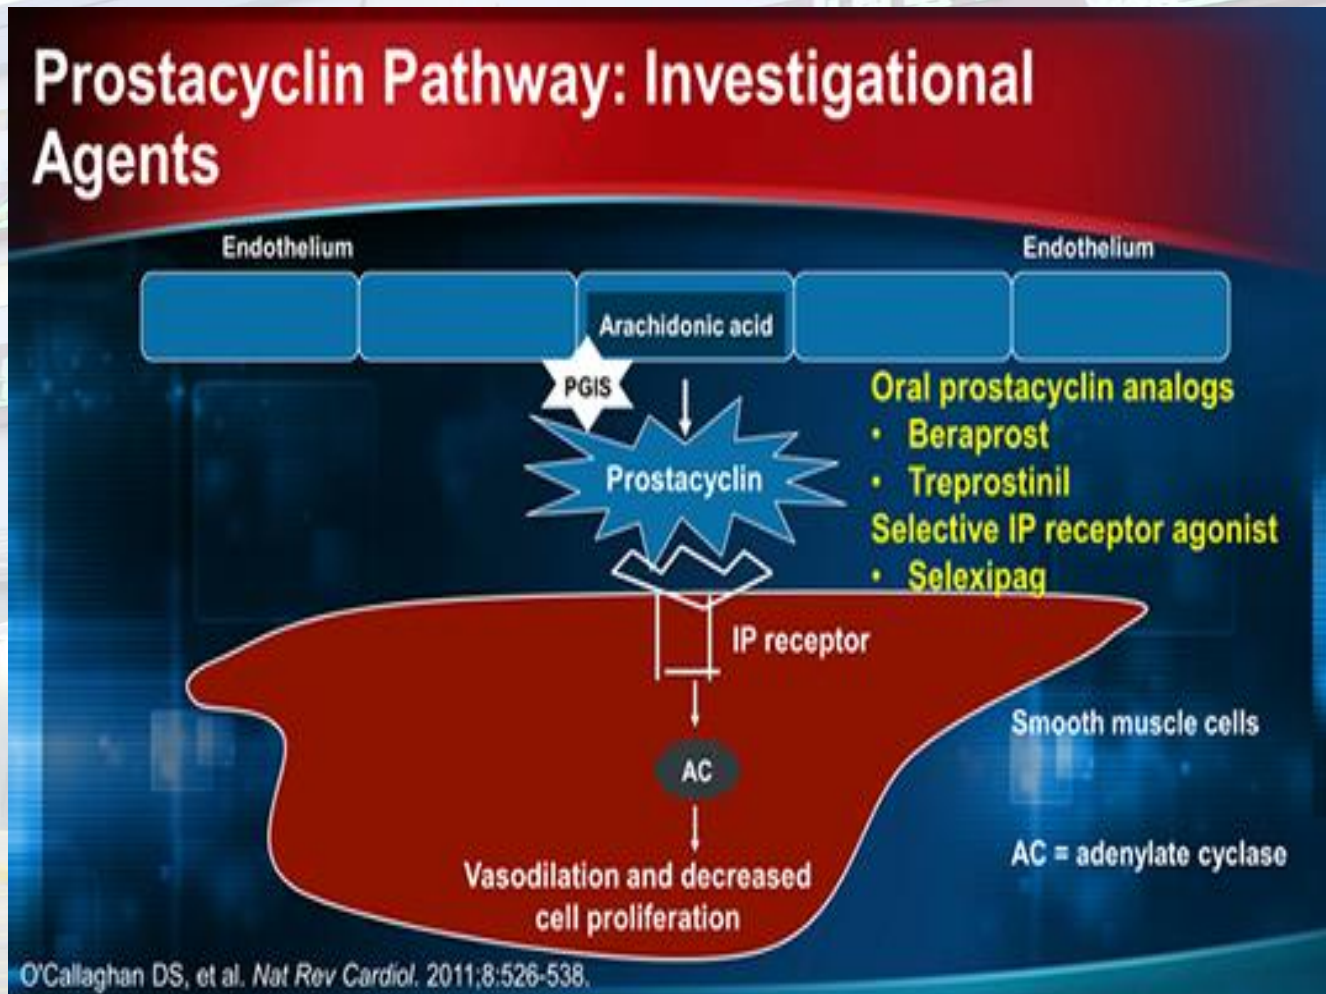 Prostacyclin Pathway: Investigational
Agents
Endothelium
Endothelium
Arachidonic acid
PGIS
Prostacyclin
Oral prostacyclin analogs
• Beraprost
• Treprostinil
Selective IP receptor agonist
• Selexipag
IP receptor
Smooth muscle cells
AC
AC = adenylate cyclase
Vasodilation and decreased
cell proliferation
O'Callaghan DS, et al. Nat Rev Cardiol. 2011;8:526-538.